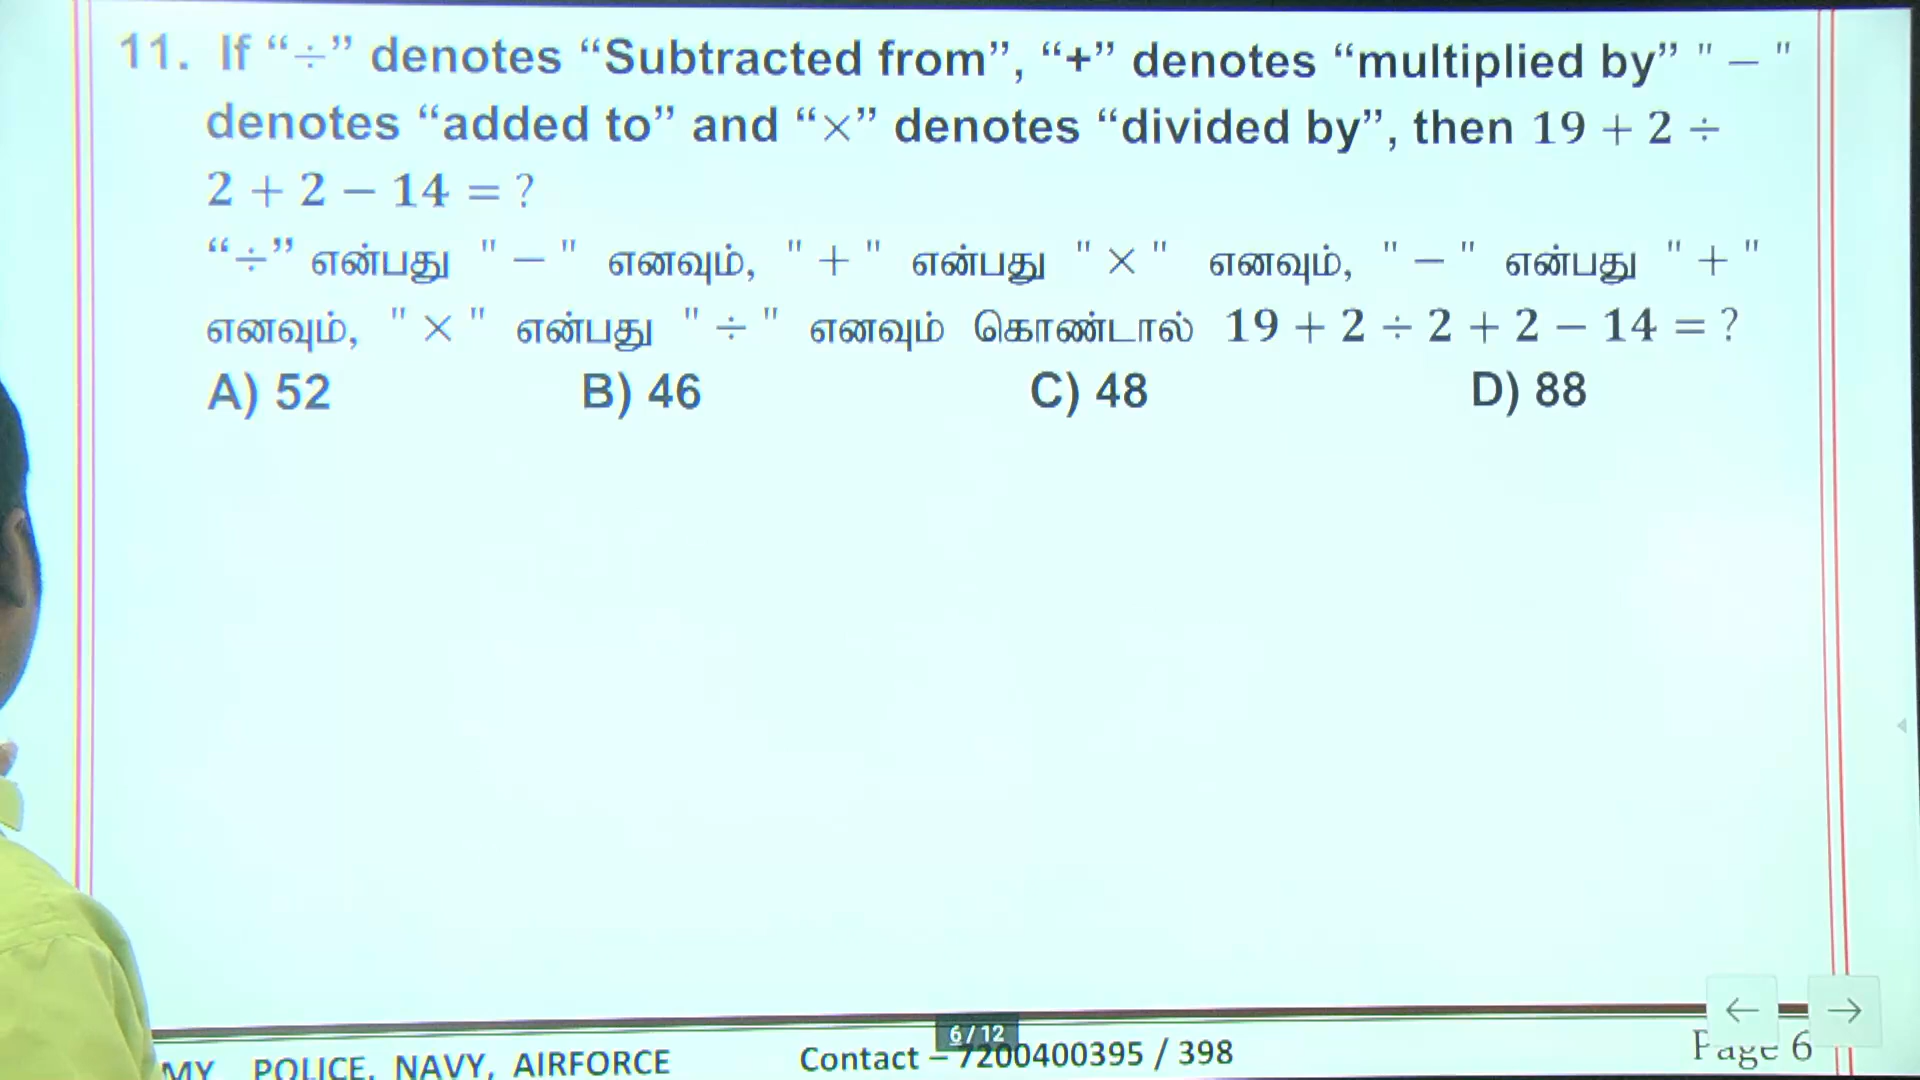 11. If “÷” denotes “Subtracted from”, “+” denotes “multiplied by” " − "
denotes “added to” and “×” denotes “divided by”, then 19 + 2 ÷
2 + 2 − 14 = ?
“÷” என்பது " − " எனவும், " + " என்பது " × " எனவும், " − " என்பது " + "
எனவும், " × " என்பது " ÷ " எனவும் கொண்டால் 19 + 2 ÷ 2 + 2 − 14 = ?
A) 52 B) 46 C) 48 D) 88
6 / 12
MY POLICE, NAVY, AIRFORCE Contact – 7200400395 / 398 Page 6